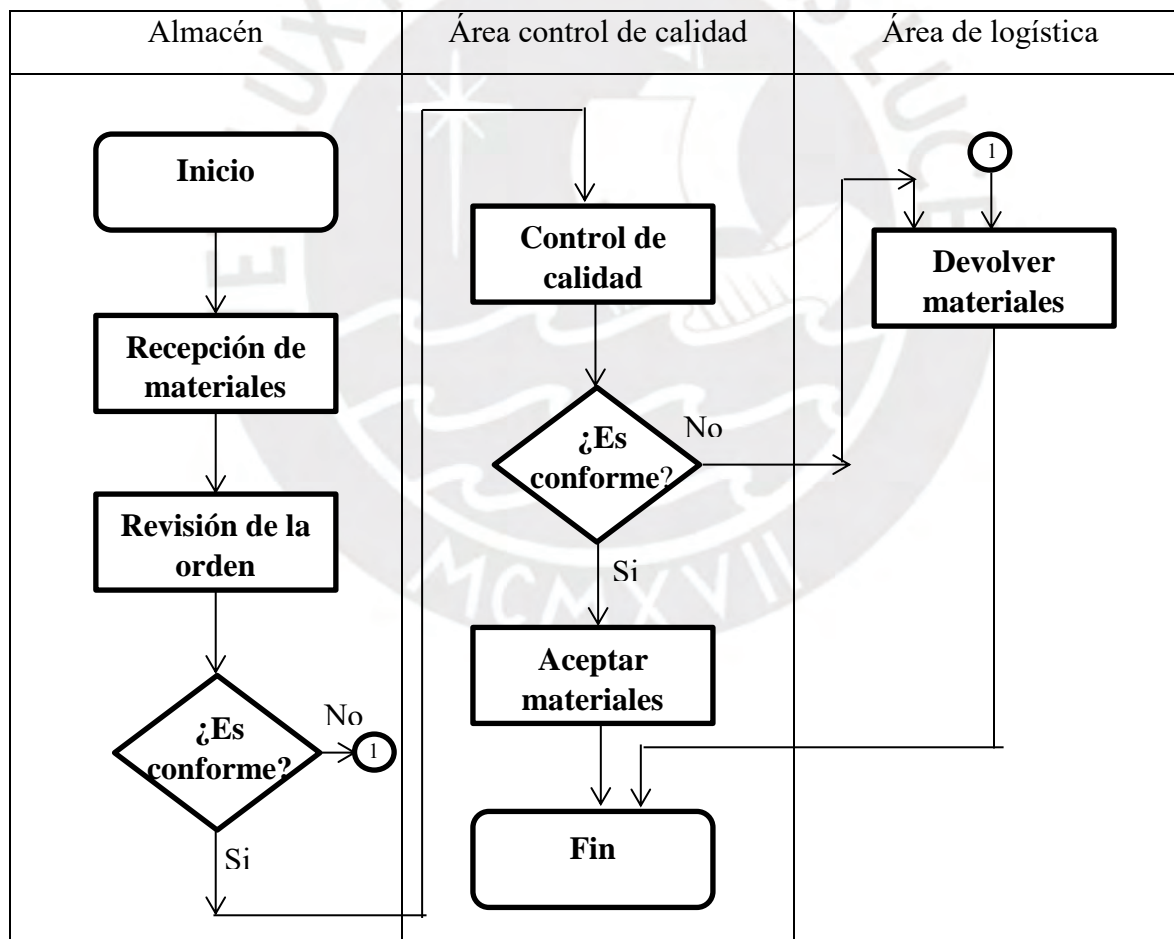 Almacén
Área control de calidad
Área de logística
Inicio
Recepción de
materiales
Revisión de la
orden
¿Es
conforme?
No
1
Si
Control de
calidad
¿Es
conforme?
No
Si
Aceptar
materiales
Fin
1
Devolver
materiales
MCMXVII